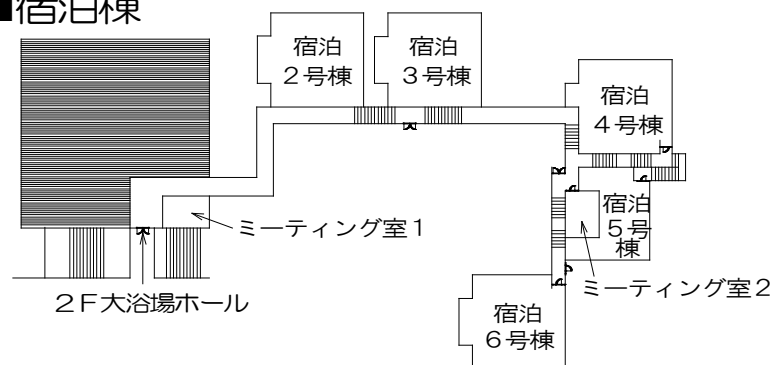 ■宿泊棟
宿泊
２号棟
宿泊
３号棟
宿泊
４号棟
ミーティング室１
宿泊
５号
棟
２Ｆ大浴場ホール
ミーティング室２
宿泊
６号棟